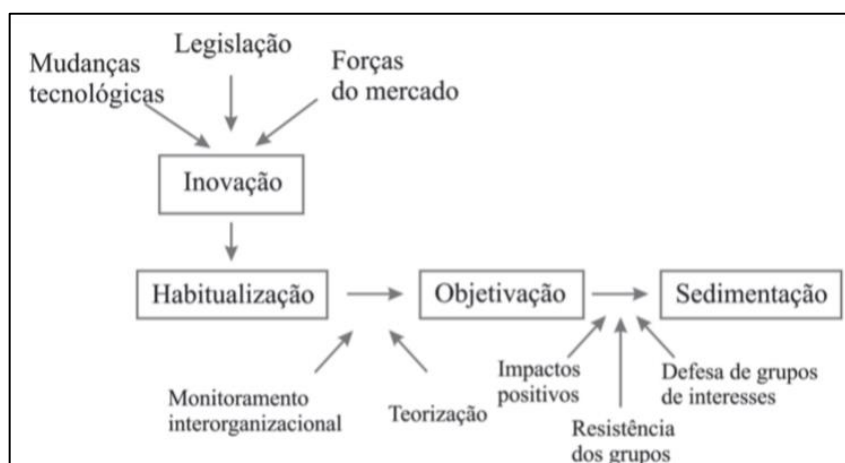 Legislação
Mudanças
tecnológicas
Forças
do mercado
Inovação
Habitualização
Objetivação
Sedimentação
Monitoramento
interorganizacional
Teorização
Impactos
positivos
Resistência
dos grupos
Defesa de grupos
de interesses